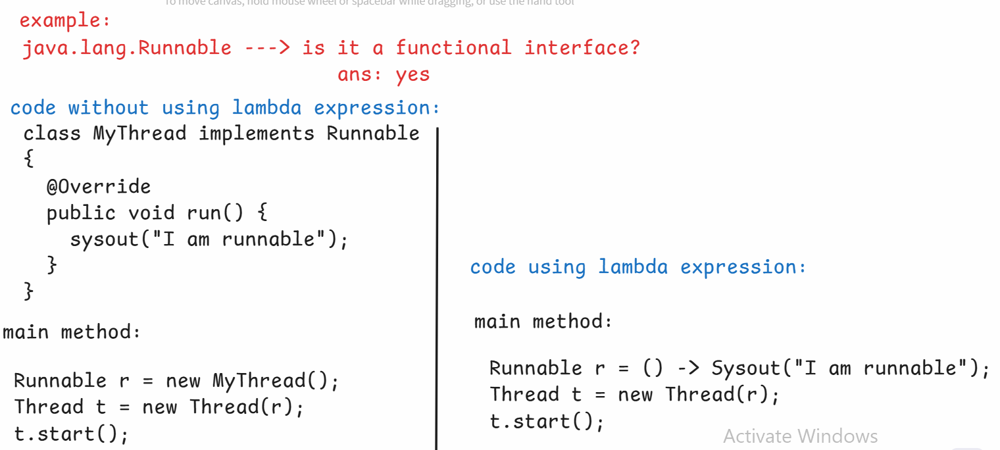 To move canvas, hold mouse wheel or spacebar while dragging, or use the hand tool
example:
java.lang.Runnable ---> is it a functional interface?
ans: yes
code without using lambda expression:
class MyThread implements Runnable
{
@Override
public void run() {
sysout("I am runnable");
}
}
main method:
Runnable r = new MyThread();
Thread t = new Thread(r);
t.start();
code using lambda expression:
main method:
Runnable r = () -> Sysout("I am runnable");
Thread t = new Thread(r);
t.start();
Activate Windows